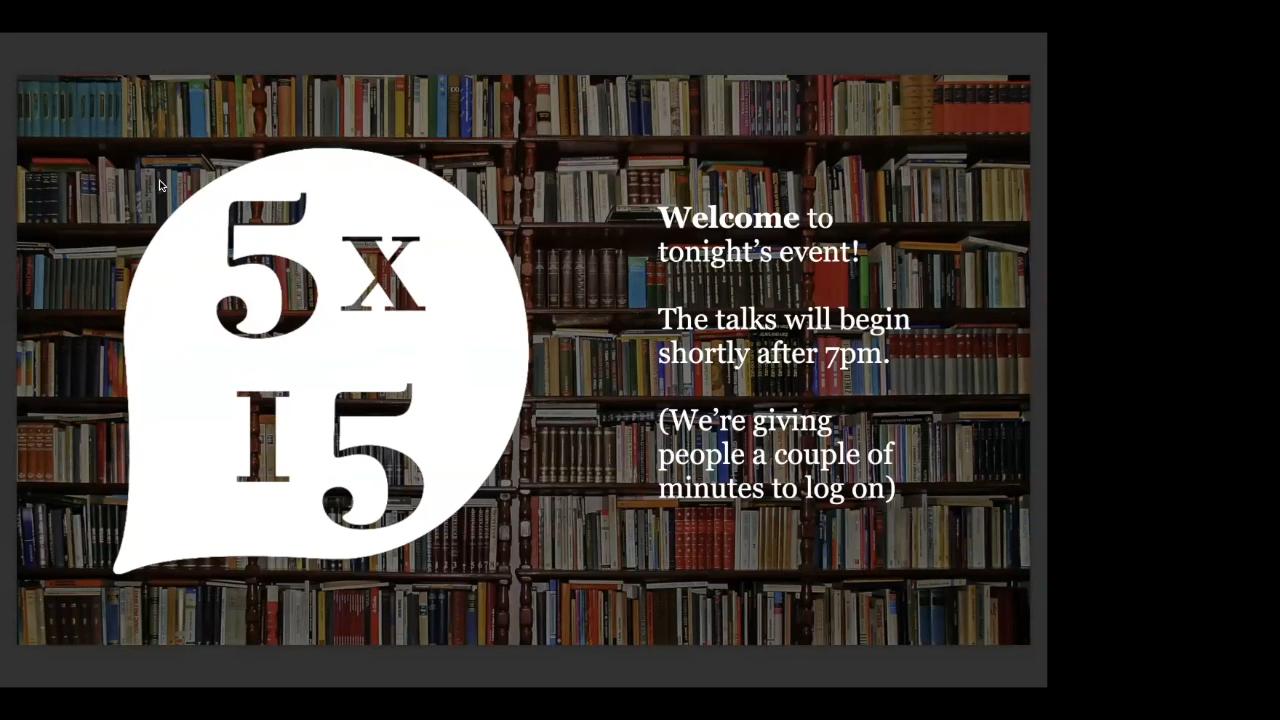 5x
15
Welcome to
tonight’s event!
The talks will begin
shortly after 7pm.
(We’re giving
people a couple of
minutes to log on)